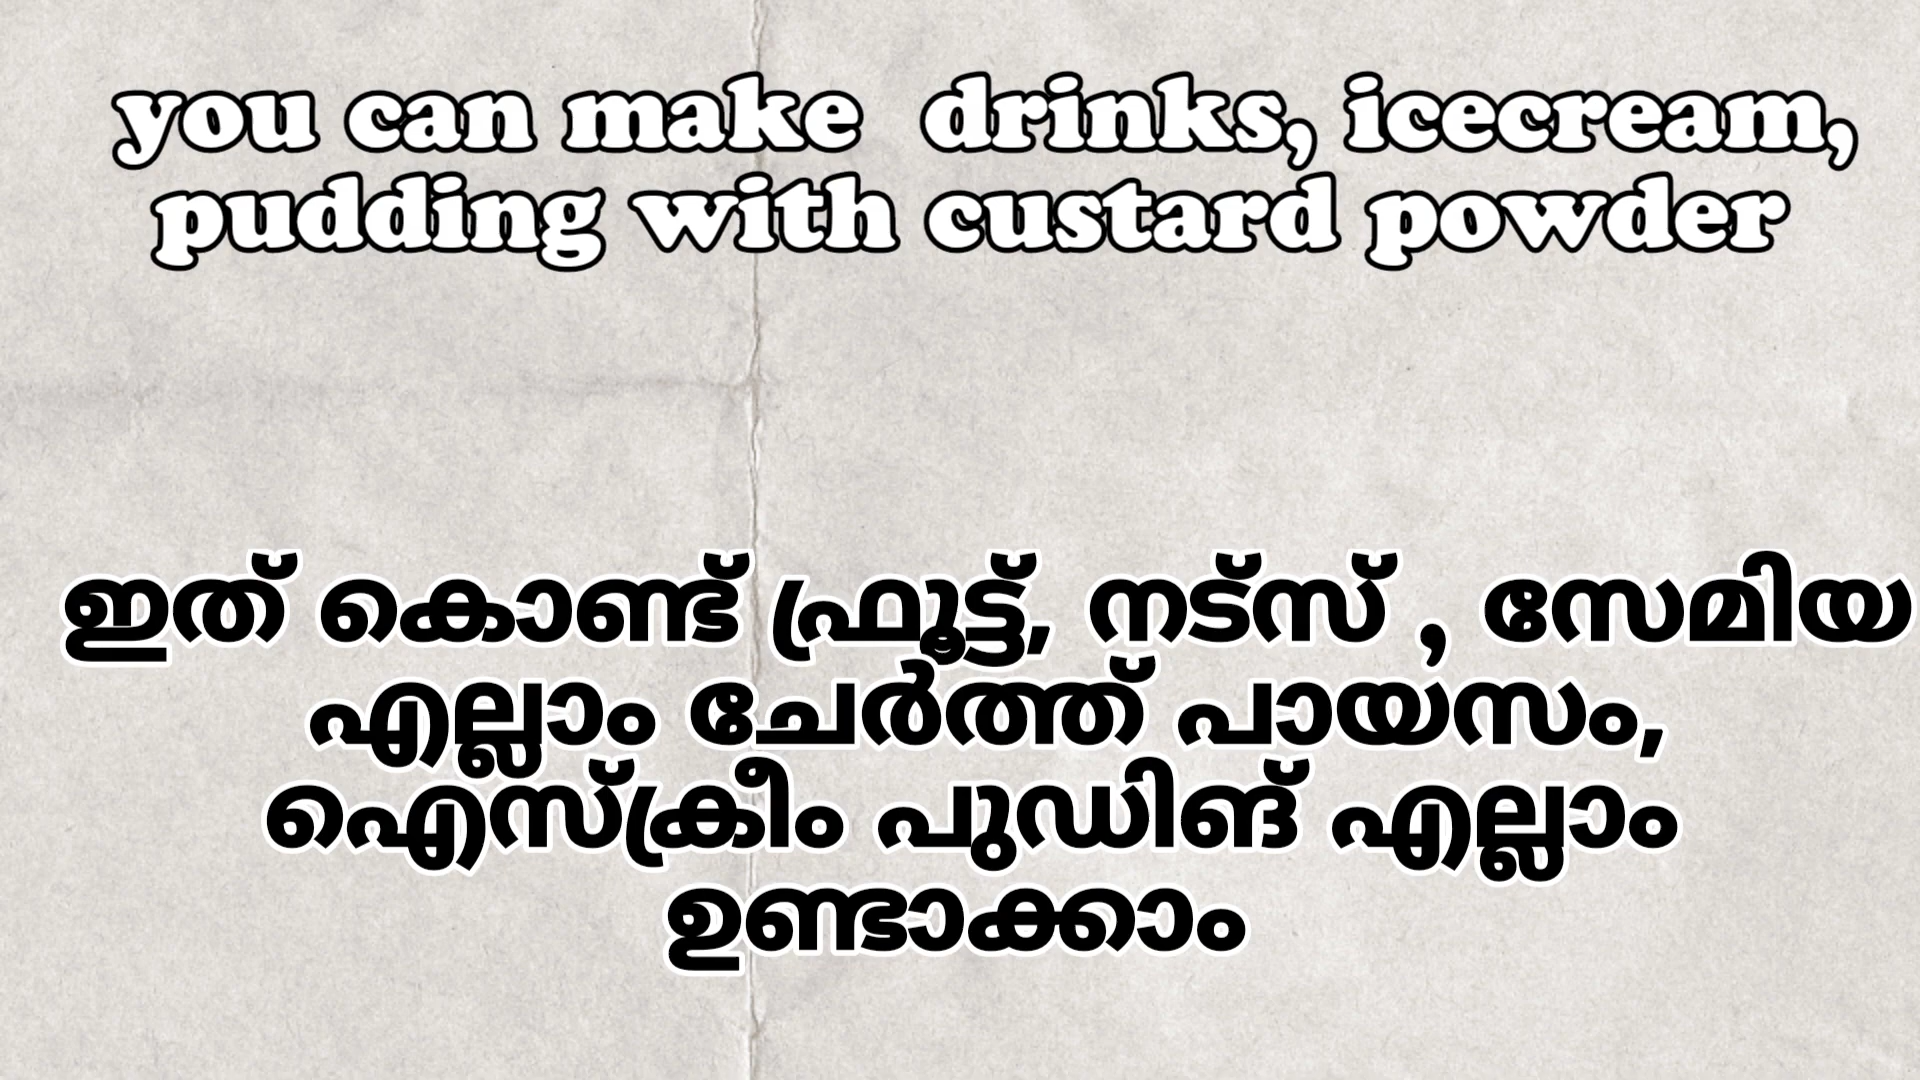 you can make  drinks, icecream,
pudding with custard powder
ഇത് കൊണ്ട് ഫ്രൂട്ട്, നട്സ് , സേമിയ
എല്ലാം ചേർത്ത് പായസം,
ഐസ്ക്രീം പുഡിങ് എല്ലാം
ഉണ്ടാക്കാം